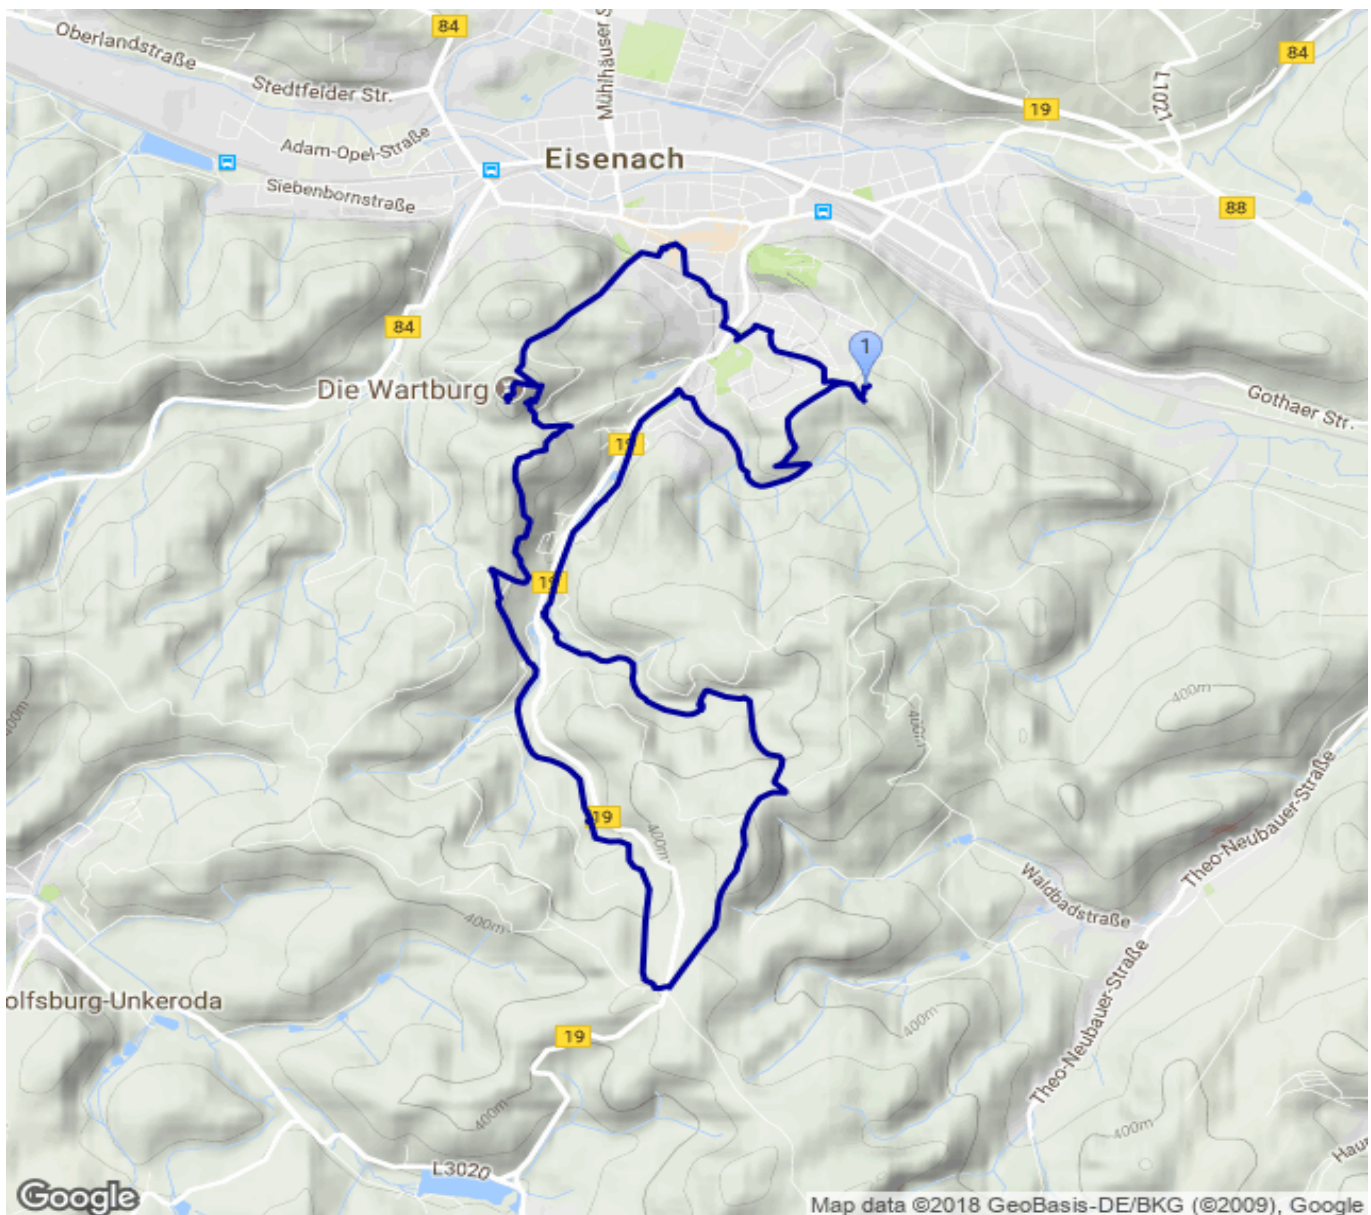 84
Oberlandstraße
Stedtfelder Str.
Mühlhäuser S
84
19
L1021
Adam-Opel-Straße
Eisenach
Siebenbornstraße
88
84
1
Die Wartburg
Gothaer Str.
19
19
400m
400m
400m
Theo-Neubauer-Straße
19
400m
Waldbadstraße
400m
olfsburg-Unkeroda
400m
19
Theo-Neubauer-Straße
400m
400m
Hau
L3020
Google
Map data ©2018 GeoBasis-DE/BKG (©2009), Google